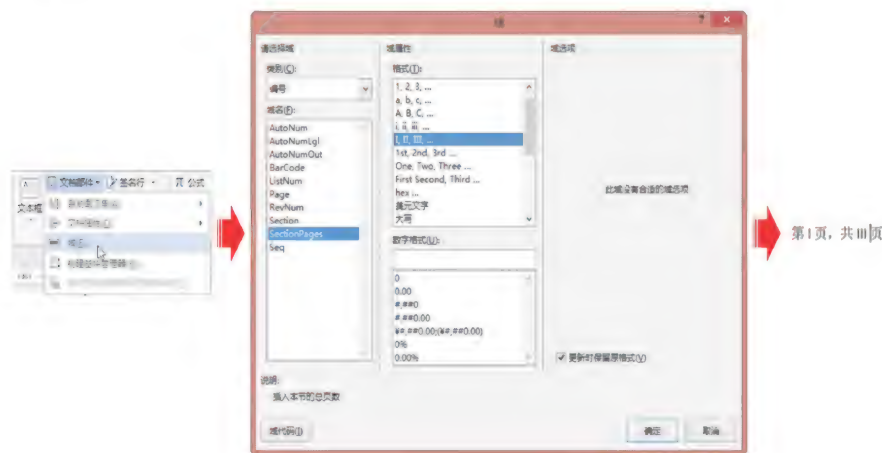 文档部件
签名行
π 公式
文本框
域
?
×
请选择域
类别(C):
编号
域名(F):
AutoNum
AutoNumLgl
AutoNumOut
BarCode
ListNum
Page
RevNum
Section
SectionPages
Seq
域属性
格式(T):
1, 2, 3, ...
a, b, c, ...
A, B, C, ...
i, ii, iii, ...
I, II, III, ...
1st, 2nd, 3rd ...
One, Two, Three ...
First Second, Third ...
hex ...
美元文字
大写
数字格式(U):
0
0.00
#,##0
#,##0.00
¥#,##0.00;(¥#,##0.00)
0%
0.00%
域选项
此域没有合适的域选项
更新时保留原格式(V)
说明:
插入本节的总页数
域代码(I)
确定
取消
第 I 页，共 III 页